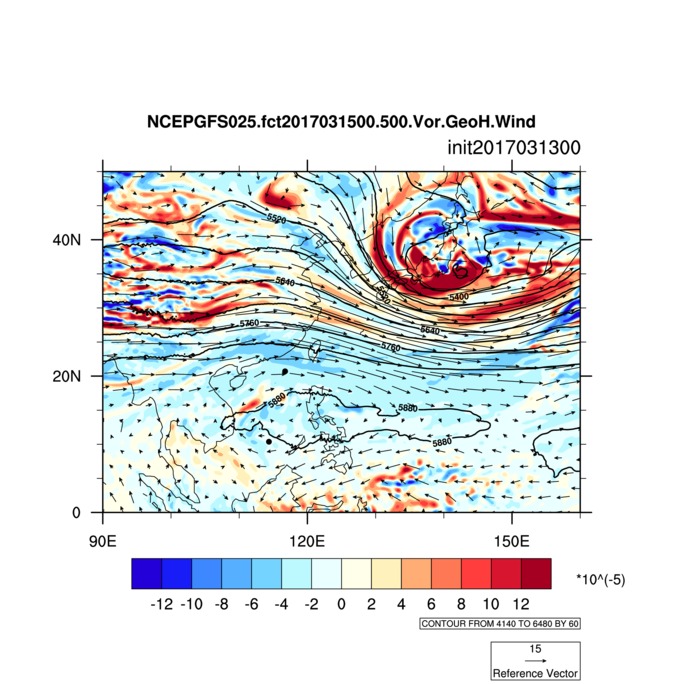 NCEPGFS025.fct2017031500.500.Vor.GeoH.Wind
init2017031300
5520
40N
5640
5520
5400
5640
5760
5760
20N
5880
5880
5880
0
90E 120E 150E
-12 -10 -8 -6 -4 -2 0 2 4 6 8 10 12
*10^(-5)
CONTOUR FROM 4140 TO 6480 BY 60
15
Reference Vector